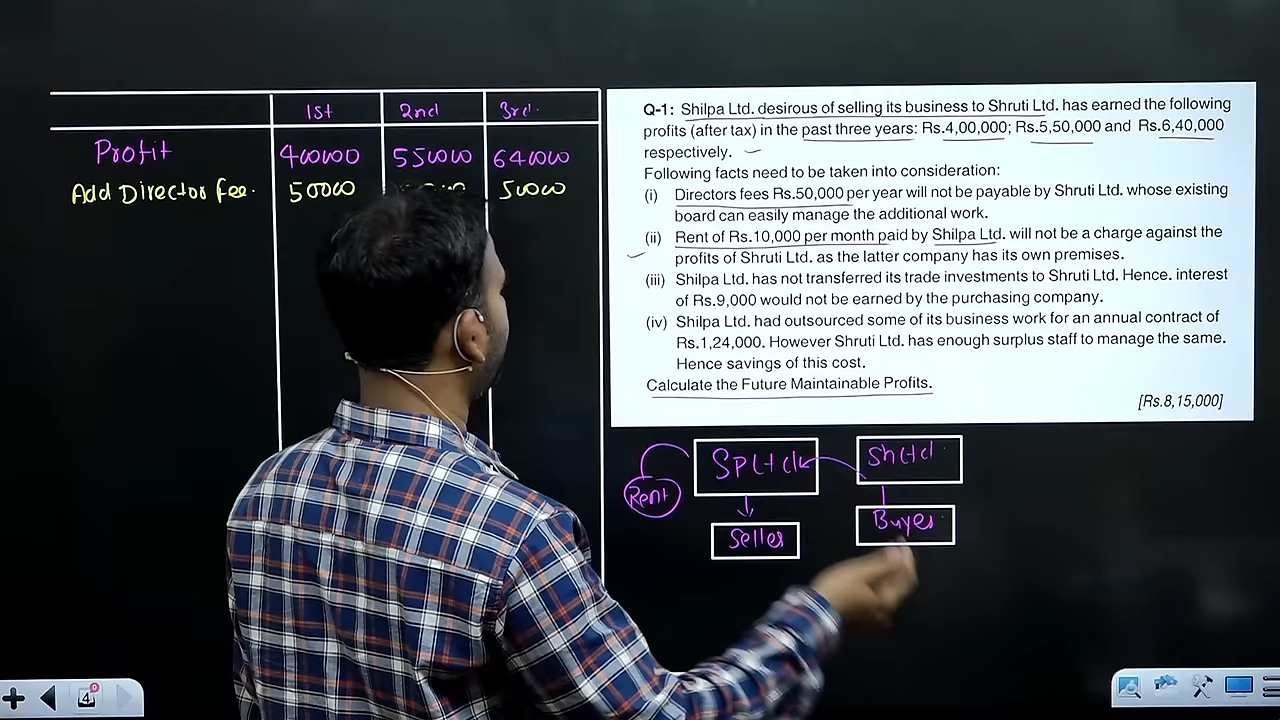 1st 2nd 3rd.
Profit 400000 550000 640000
Add Director fee. 50000 50000
Q-1: Shilpa Ltd. desirous of selling its business to Shruti Ltd. has earned the following
profits (after tax) in the past three years: Rs.4,00,000; Rs.5,50,000 and Rs.6,40,000
respectively.
Following facts need to be taken into consideration:
(i) Directors fees Rs.50,000 per year will not be payable by Shruti Ltd. whose existing
board can easily manage the additional work.
(ii) Rent of Rs.10,000 per month paid by Shilpa Ltd. will not be a charge against the
profits of Shruti Ltd. as the latter company has its own premises.
(iii) Shilpa Ltd. has not transferred its trade investments to Shruti Ltd. Hence. interest
of Rs.9,000 would not be earned by the purchasing company.
(iv) Shilpa Ltd. had outsourced some of its business work for an annual contract of
Rs.1,24,000. However Shruti Ltd. has enough surplus staff to manage the same.
Hence savings of this cost.
Calculate the Future Maintainable Profits.
[Rs.8,15,000]
SPLtd Shltd
Rent
Seller Buyer
4 0